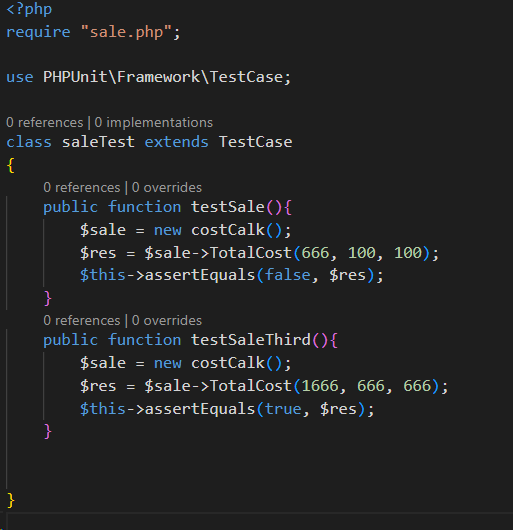 <?php
require "sale.php";
use PHPUnit\Framework\TestCase;
0 references | 0 implementations
class saleTest extends TestCase
{
0 references | 0 overrides
public function testSale(){
$sale = new costCalk();
$res = $sale->TotalCost(666, 100, 100);
$this->assertEquals(false, $res);
}
0 references | 0 overrides
public function testSaleThird(){
$sale = new costCalk();
$res = $sale->TotalCost(1666, 666, 666);
$this->assertEquals(true, $res);
}
}